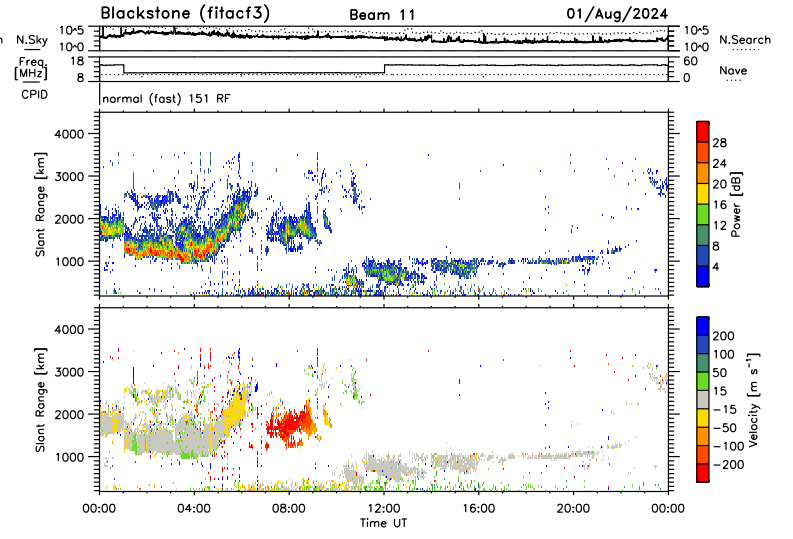 Blackstone (fitacf3) Beam 11 01/Aug/2024
n N.Sky 10^5 10^5 N.Search
10^0 10^0
Freq. 18 60 Nave
[MHz] 8 0
CPID normal (fast) 151 RF
4000
3000
2000
1000
Slant Range [km]
28
24
20
16
12
8
4
Power [dB]
4000
3000
2000
1000
Slant Range [km]
200
100
50
15
-15
-50
-100
-200
Velocity [m s⁻¹]
00:00 04:00 08:00 12:00 16:00 20:00 00:00
Time UT